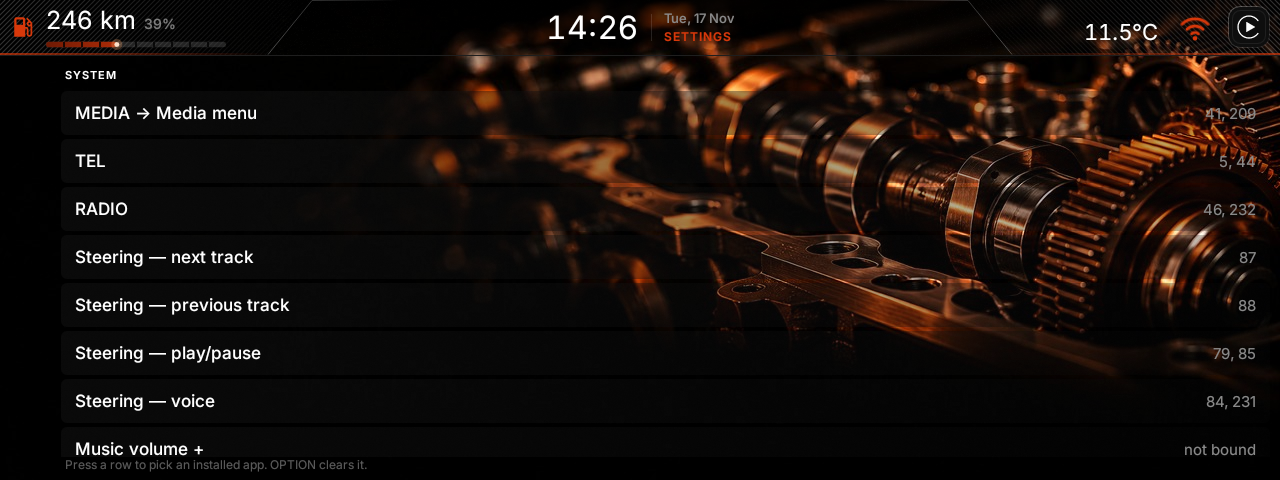 246 km 39%
14:26
Tue, 17 Nov
SETTINGS
11.5°C
SYSTEM
MEDIA → Media menu 41, 209
TEL 5, 44
RADIO 46, 232
Steering — next track 87
Steering — previous track 88
Steering — play/pause 79, 85
Steering — voice 84, 231
Music volume + not bound
Press a row to pick an installed app. OPTION clears it.